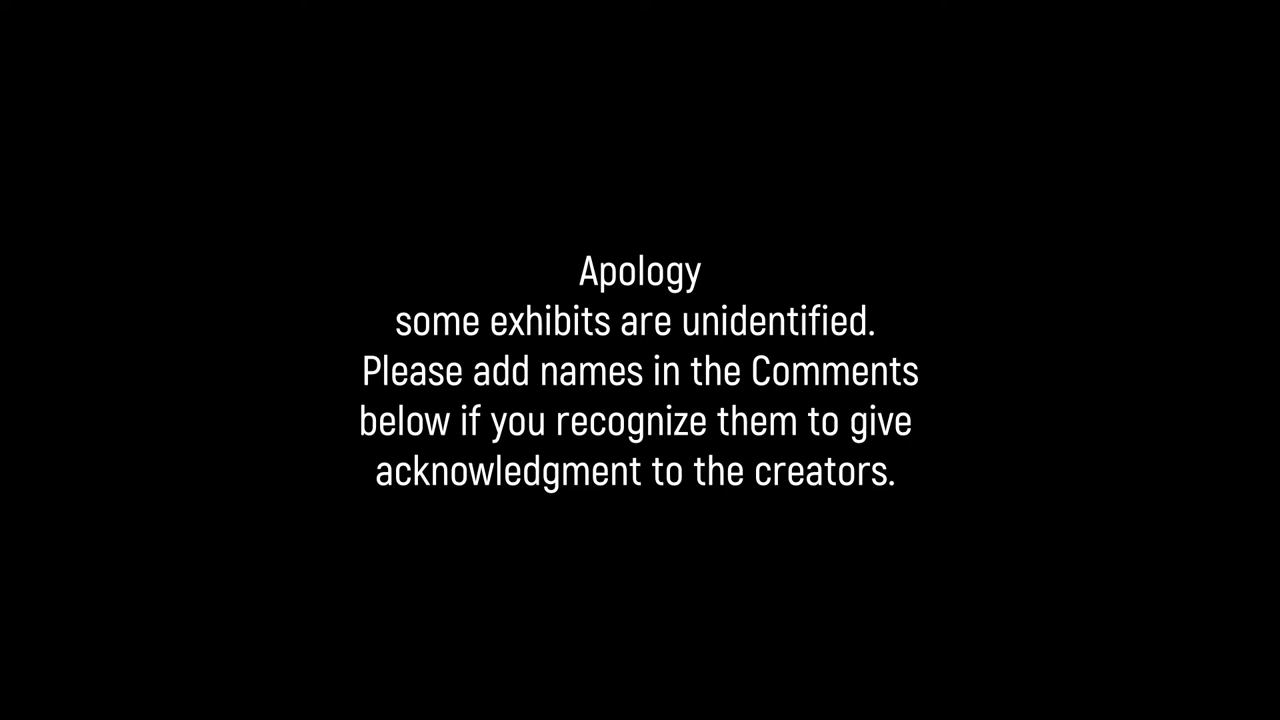 Apology
some exhibits are unidentified.
Please add names in the Comments
below if you recognize them to give
acknowledgment to the creators.